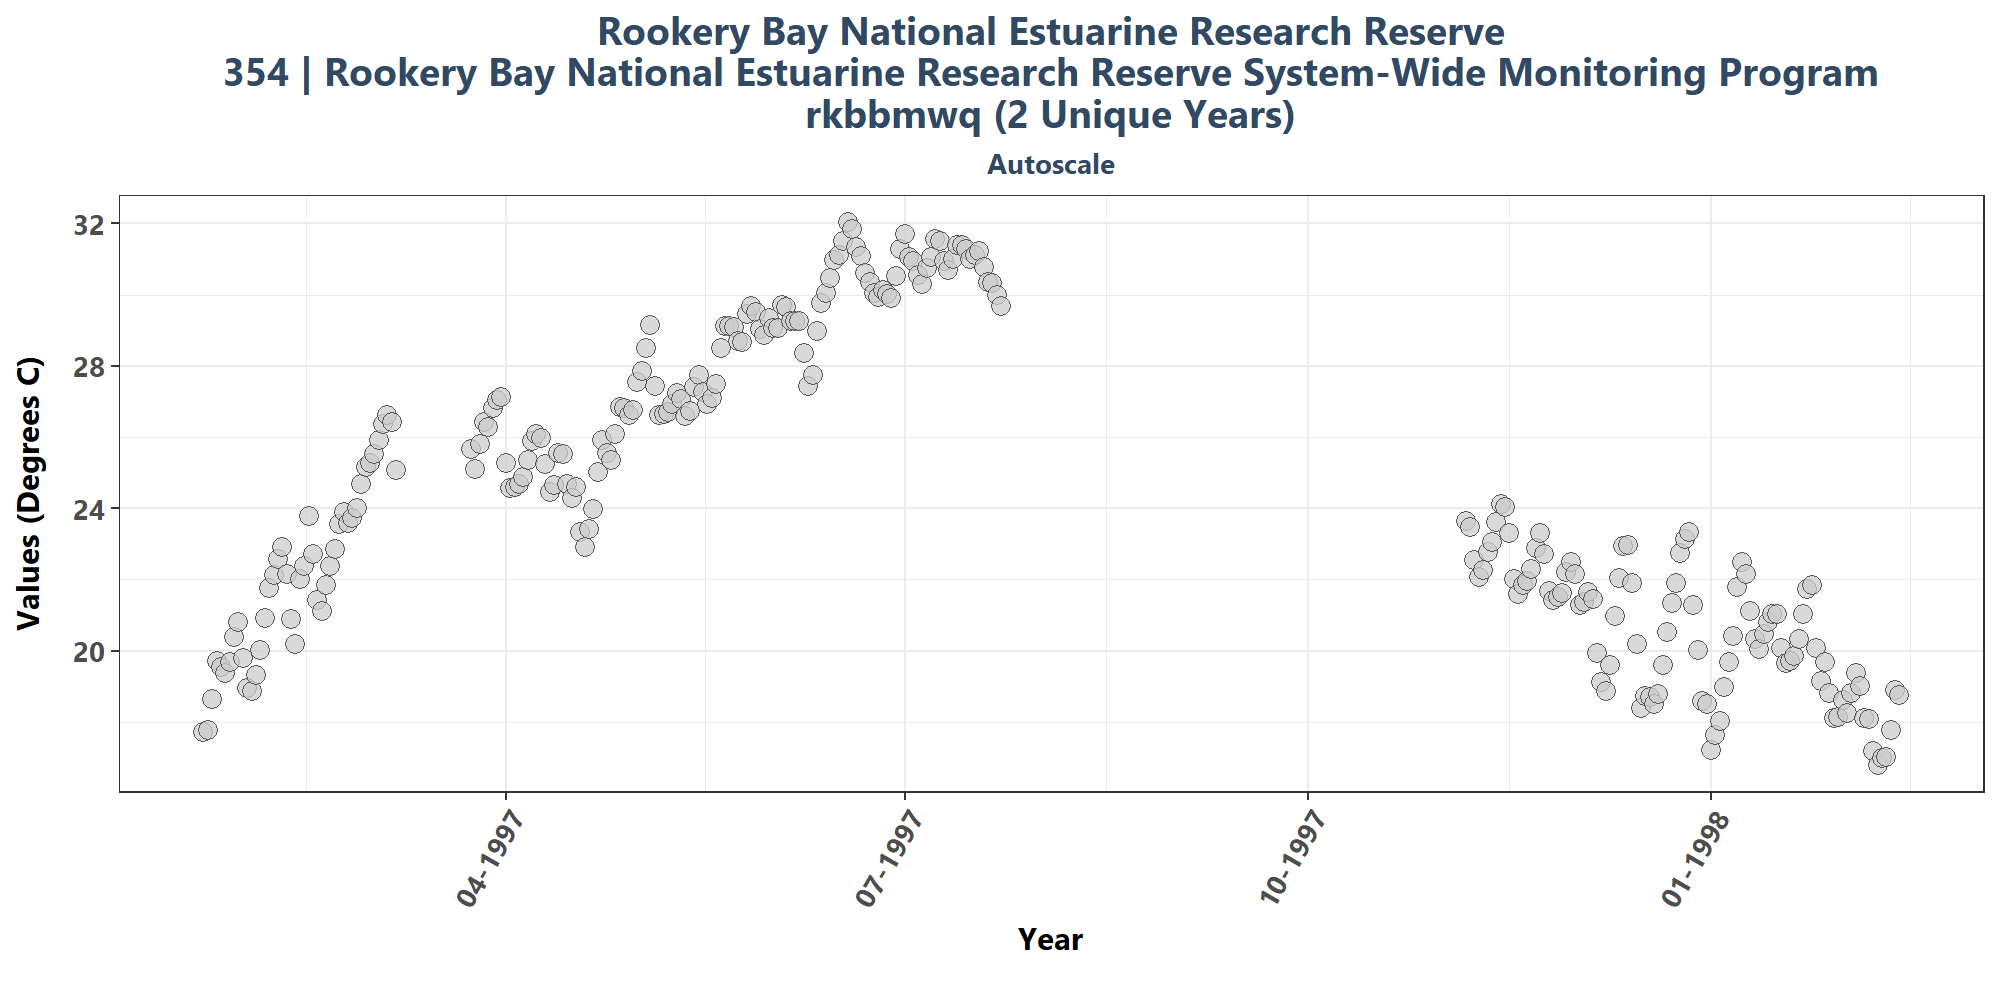 Rookery Bay National Estuarine Research Reserve
354 | Rookery Bay National Estuarine Research Reserve System-Wide Monitoring Program
rkbbmwq (2 Unique Years)
Autoscale
Values (Degrees C)
32
28
24
20
04-1997
07-1997
10-1997
01-1998
Year